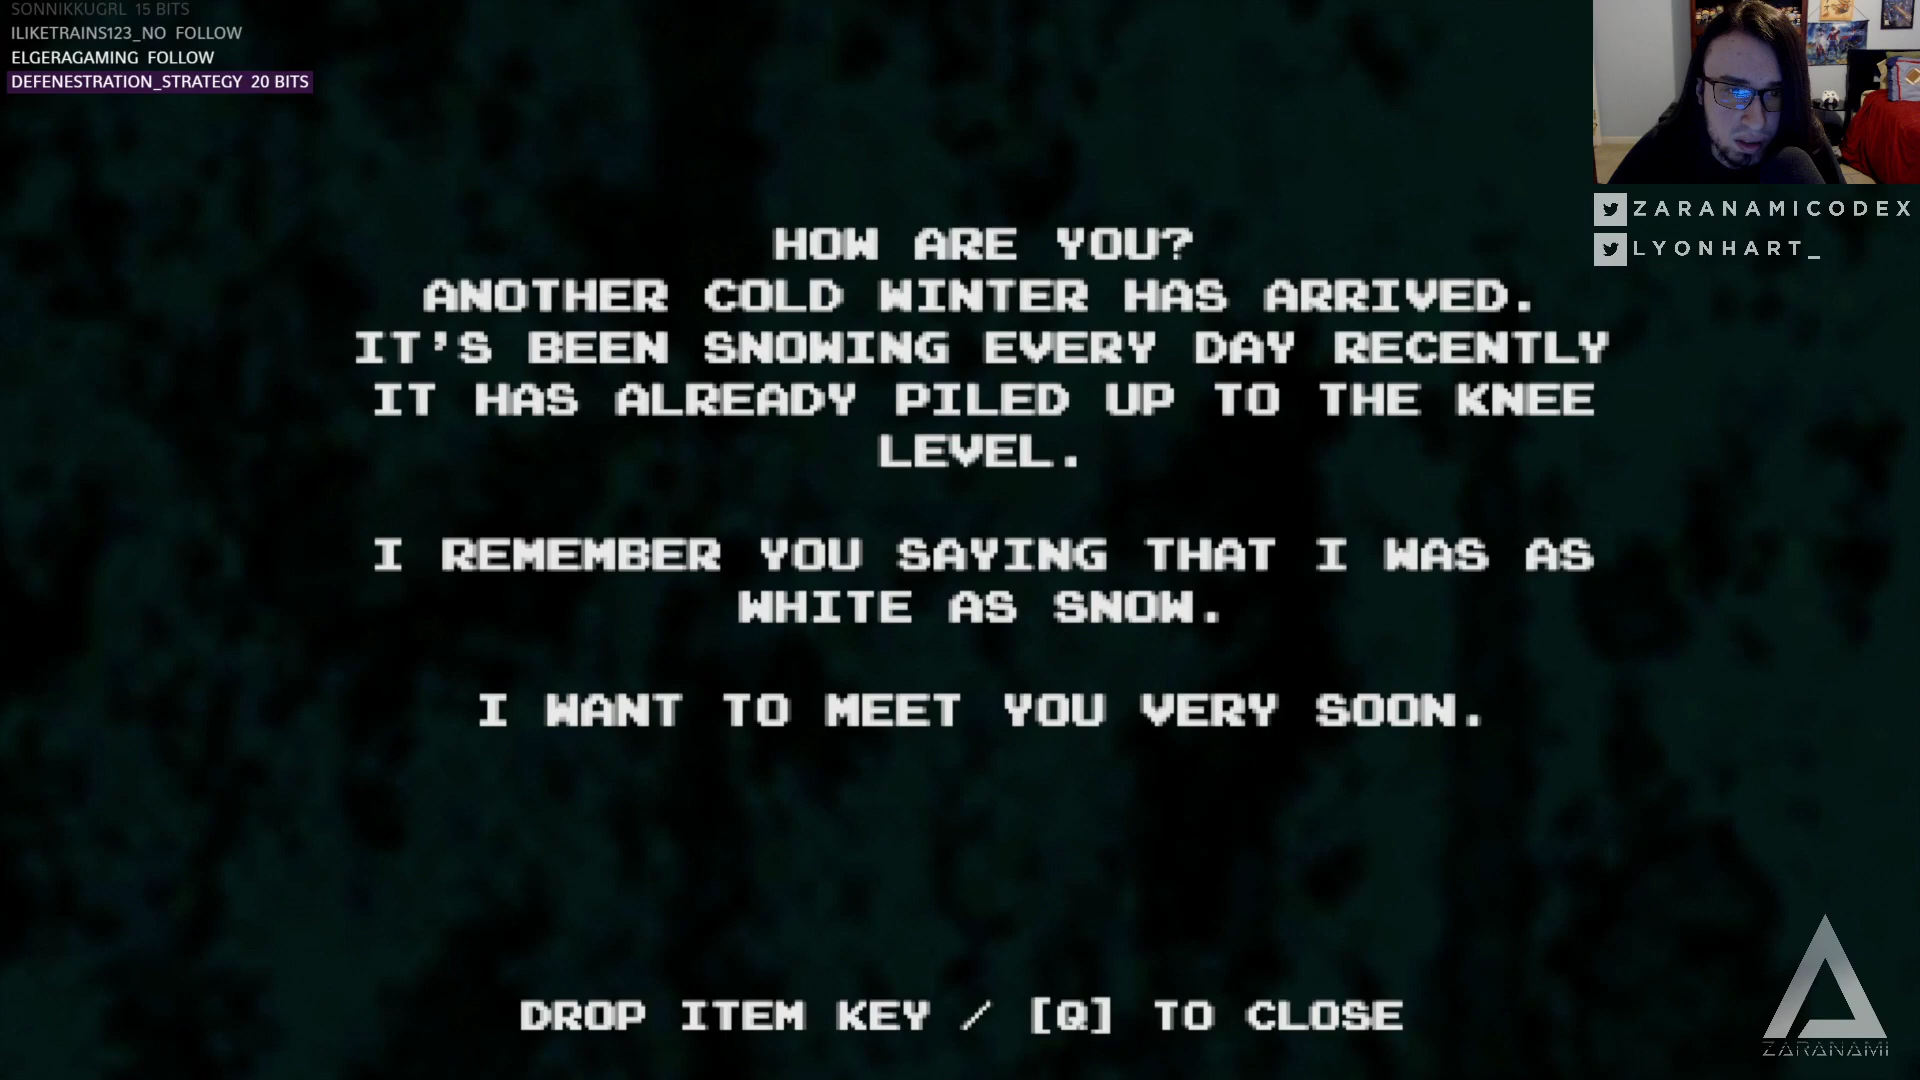 SONNIKKUGRL 15 BITS
ILIKETRAINS123_NO FOLLOW
ELGERAGAMING FOLLOW
DEFENESTRATION_STRATEGY 20 BITS
ZARANAMICODEX
LYONHART_
HOW ARE YOU?
ANOTHER COLD WINTER HAS ARRIVED.
IT'S BEEN SNOWING EVERY DAY RECENTLY
IT HAS ALREADY PILED UP TO THE KNEE
LEVEL.
I REMEMBER YOU SAYING THAT I WAS AS
WHITE AS SNOW.
I WANT TO MEET YOU VERY SOON.
DROP ITEM KEY / [Q] TO CLOSE
ZARANAMI